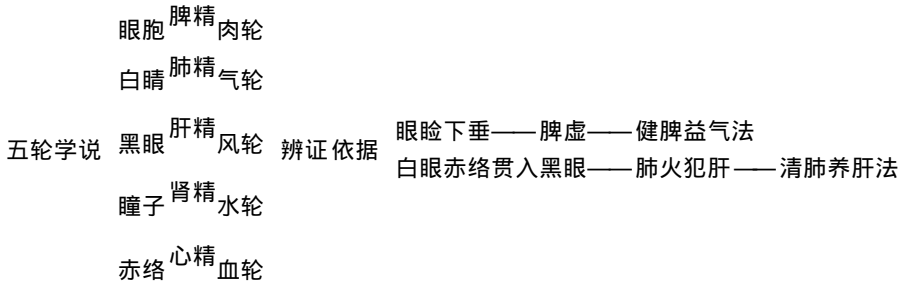 眼胞 脾精 肉轮
白睛 肺精 气轮
五轮学说 黑眼 肝精 风轮 辨证依据 眼睑下垂——脾虚——健脾益气法
白眼赤络贯入黑眼——肺火犯肝——清肺养肝法
瞳子 肾精 水轮
赤络 心精 血轮